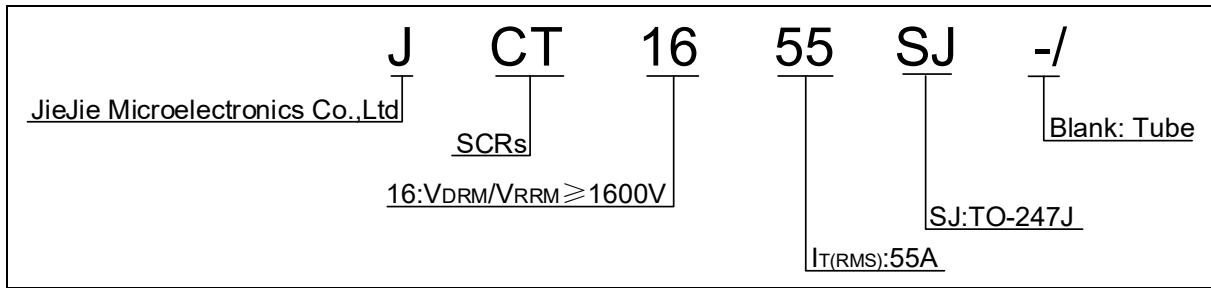 J CT 16 55 SJ -/
JieJie Microelectronics Co.,Ltd
Blank: Tube
SCRs
16:VDRM/VRRM≥1600V
SJ:TO-247J
IT(RMS):55A